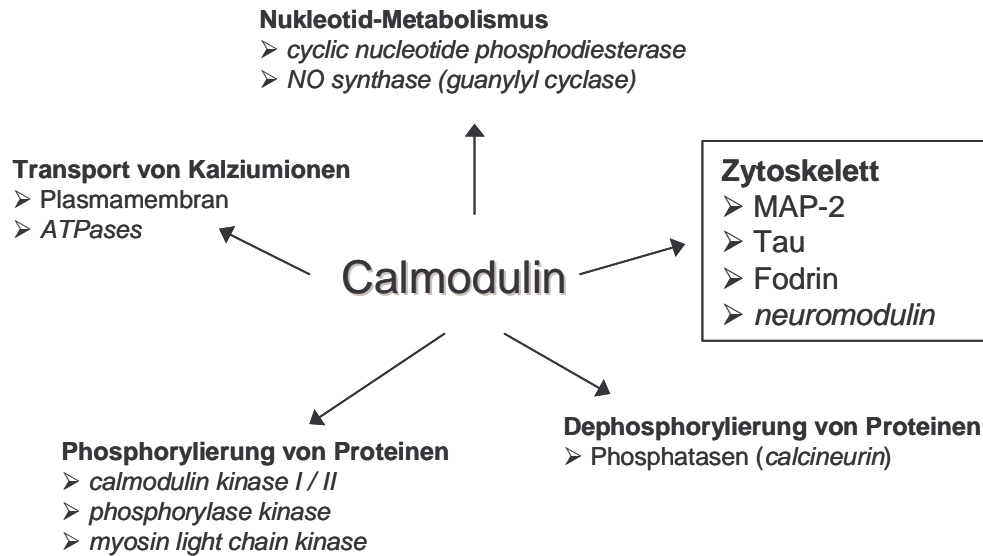 Nukleotid-Metabolismus
➢ cyclic nucleotide phosphodiesterase
➢ NO synthase (guanylyl cyclase)
Transport von Kalziumionen
➢ Plasmamembran
➢ ATPases
Zytoskelett
➢ MAP-2
➢ Tau
➢ Fodrin
➢ neuromodulin
Calmodulin
Phosphorylierung von Proteinen
➢ calmodulin kinase I / II
➢ phosphorylase kinase
➢ myosin light chain kinase
Dephosphorylierung von Proteinen
➢ Phosphatasen (calcineurin)